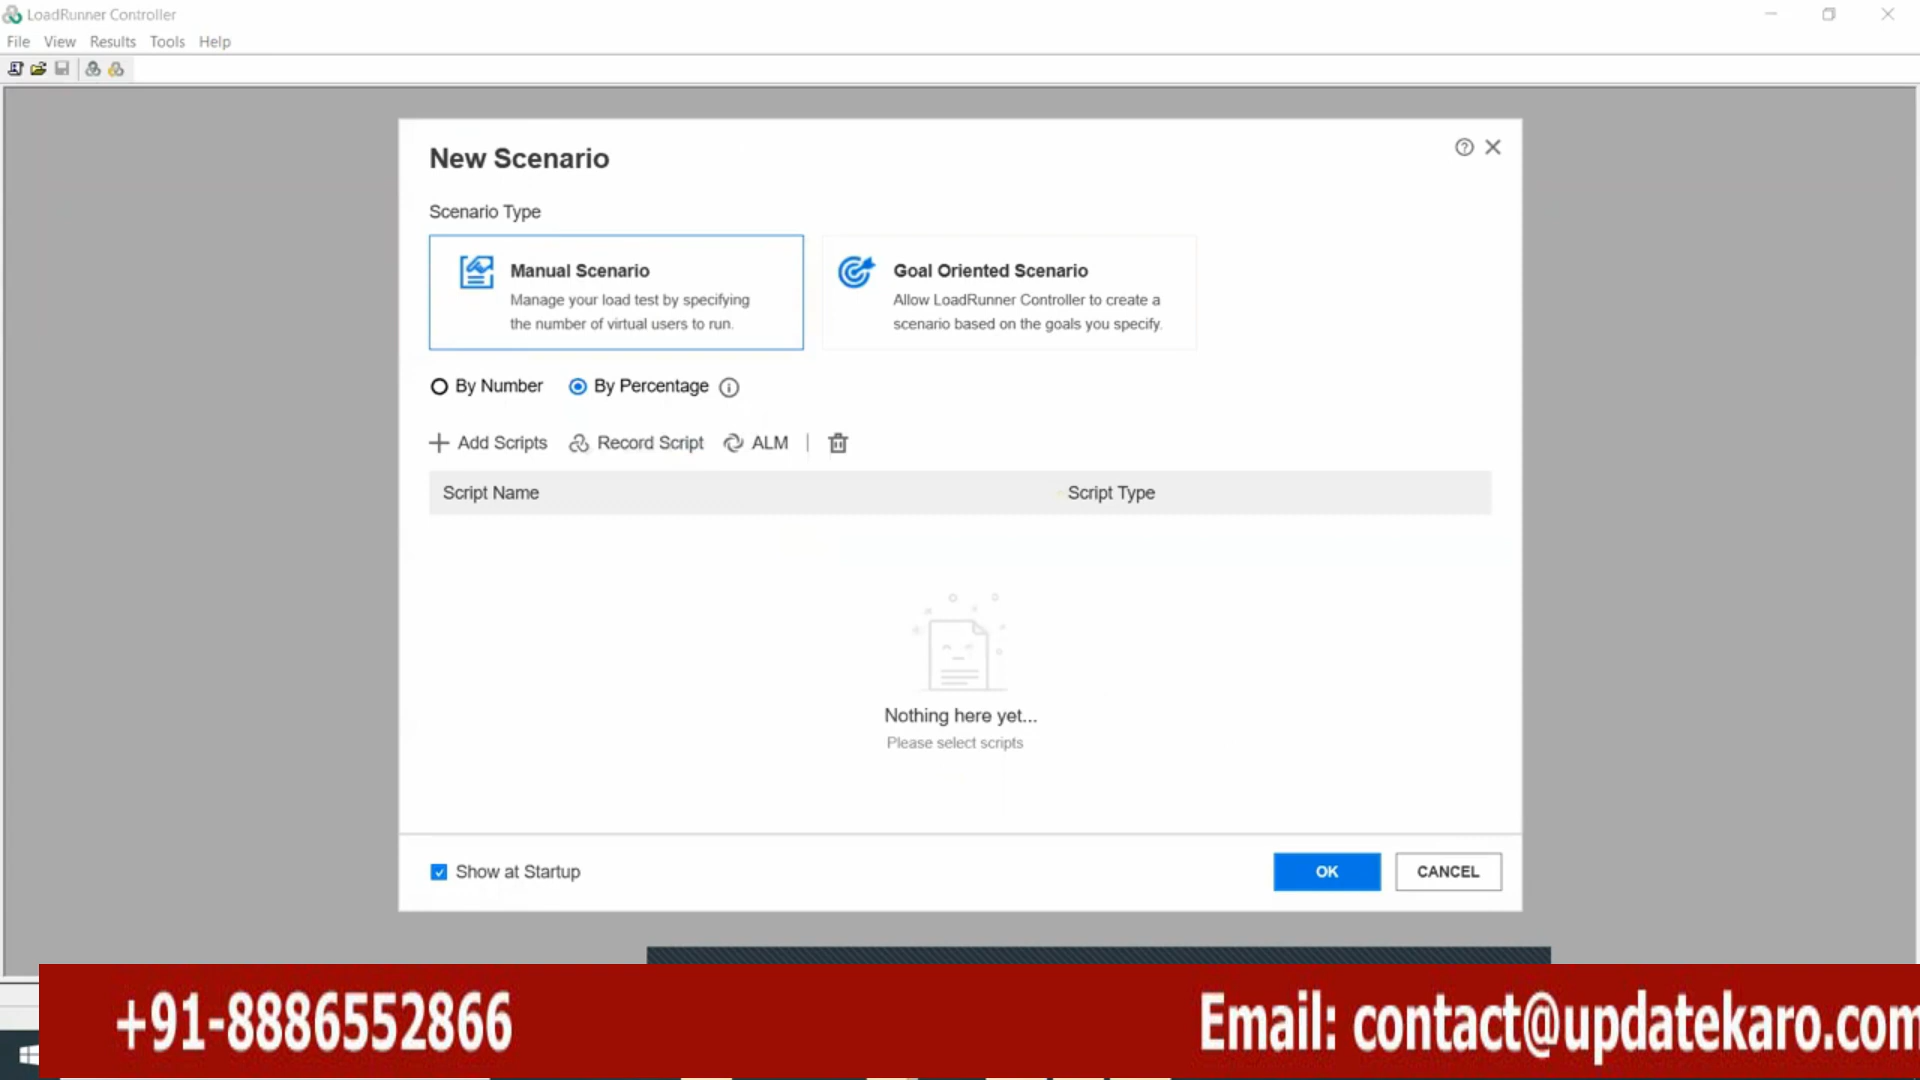 LoadRunner Controller
File View Results Tools Help
New Scenario
Scenario Type
Manual Scenario
Manage your load test by specifying
the number of virtual users to run.
Goal Oriented Scenario
Allow LoadRunner Controller to create a
scenario based on the goals you specify.
By Number By Percentage
Add Scripts Record Script ALM
Script Name Script Type
Nothing here yet...
Please select scripts
Show at Startup
OK CANCEL
+91-8886552866 Email: contact@updatekaro.com